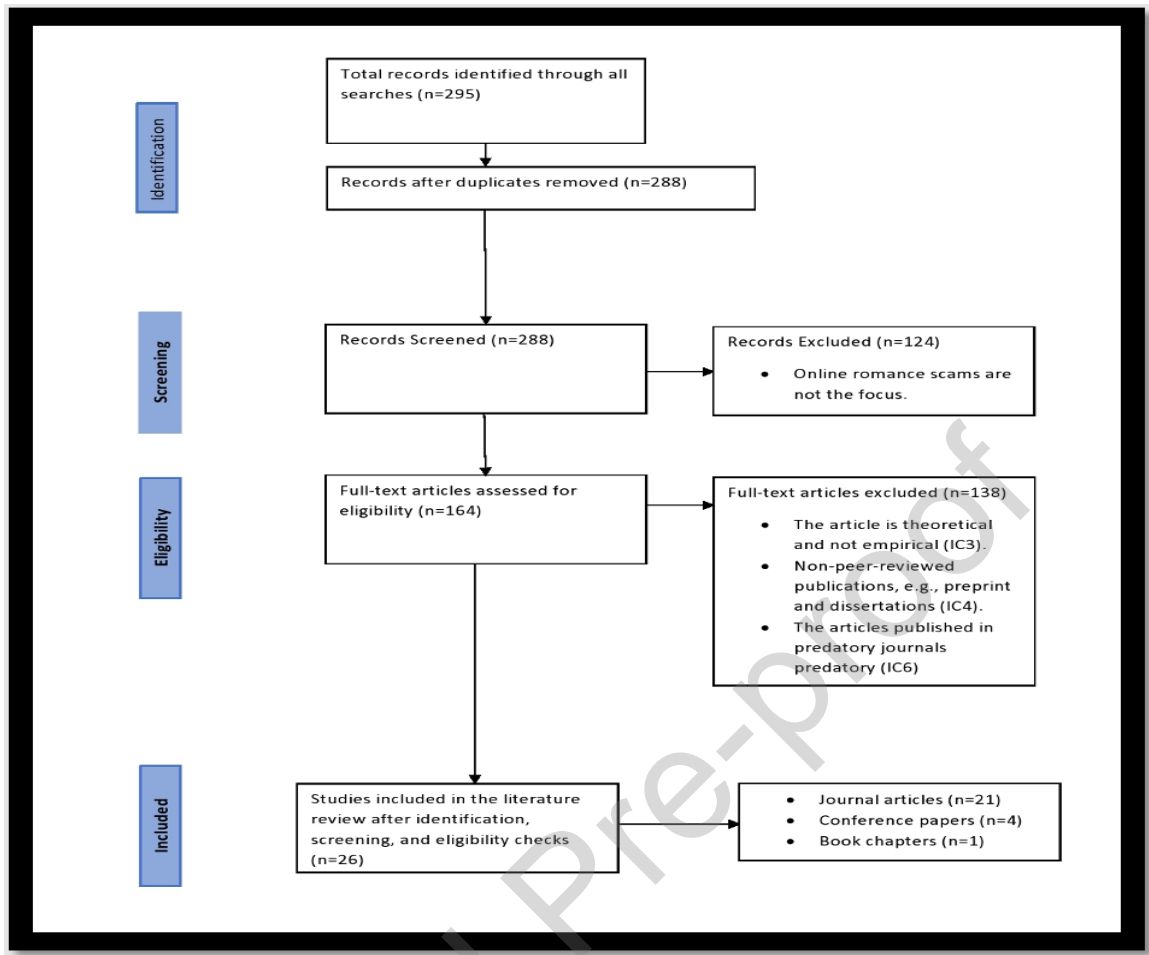 Total records identified through all
searches (n=295)
Identification
Records after duplicates removed (n=288)
Screening
Records Screened (n=288)
Records Excluded (n=124)
• Online romance scams are
not the focus.
Eligibility
Full-text articles assessed for
eligibility (n=164)
Full-text articles excluded (n=138)
• The article is theoretical
and not empirical (IC3).
• Non-peer-reviewed
publications, e.g., preprint
and dissertations (IC4).
• The articles published in
predatory journals
predatory (IC6)
Included
Studies included in the literature
review after identification,
screening, and eligibility checks
(n=26)
• Journal articles (n=21)
• Conference papers (n=4)
• Book chapters (n=1)
Pre-proof